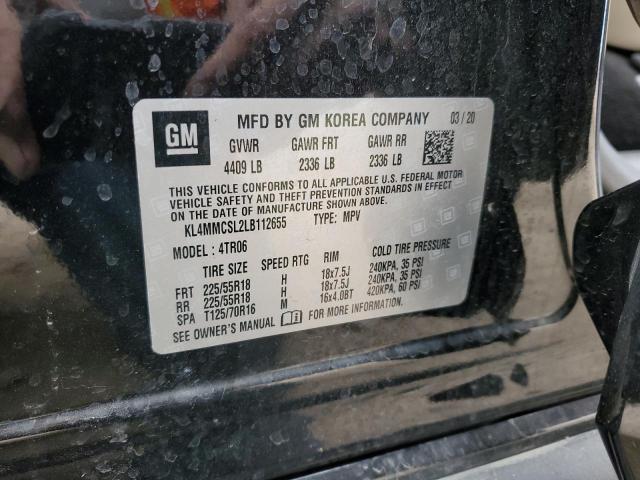 GM
MFD BY GM KOREA COMPANY 03 / 20
GVWR GAWR FRT GAWR RR
4409 LB 2336 LB 2336 LB
THIS VEHICLE CONFORMS TO ALL APPLICABLE U.S. FEDERAL MOTOR
VEHICLE SAFETY AND THEFT PREVENTION STANDARDS IN EFFECT
ON THE DATE OF MANUFACTURE SHOWN ABOVE.
KL4MMCSL2LB112655 TYPE: MPV
MODEL: 4TR06
TIRE SIZE SPEED RTG RIM COLD TIRE PRESSURE
FRT 225/55R18 H 18x7.5J 240KPA, 35 PSI
RR 225/55R18 H 18x7.5J 240KPA, 35 PSI
SPA T125/70R16 M 16x4.0BT 420KPA, 60 PSI
SEE OWNER'S MANUAL FOR MORE INFORMATION.